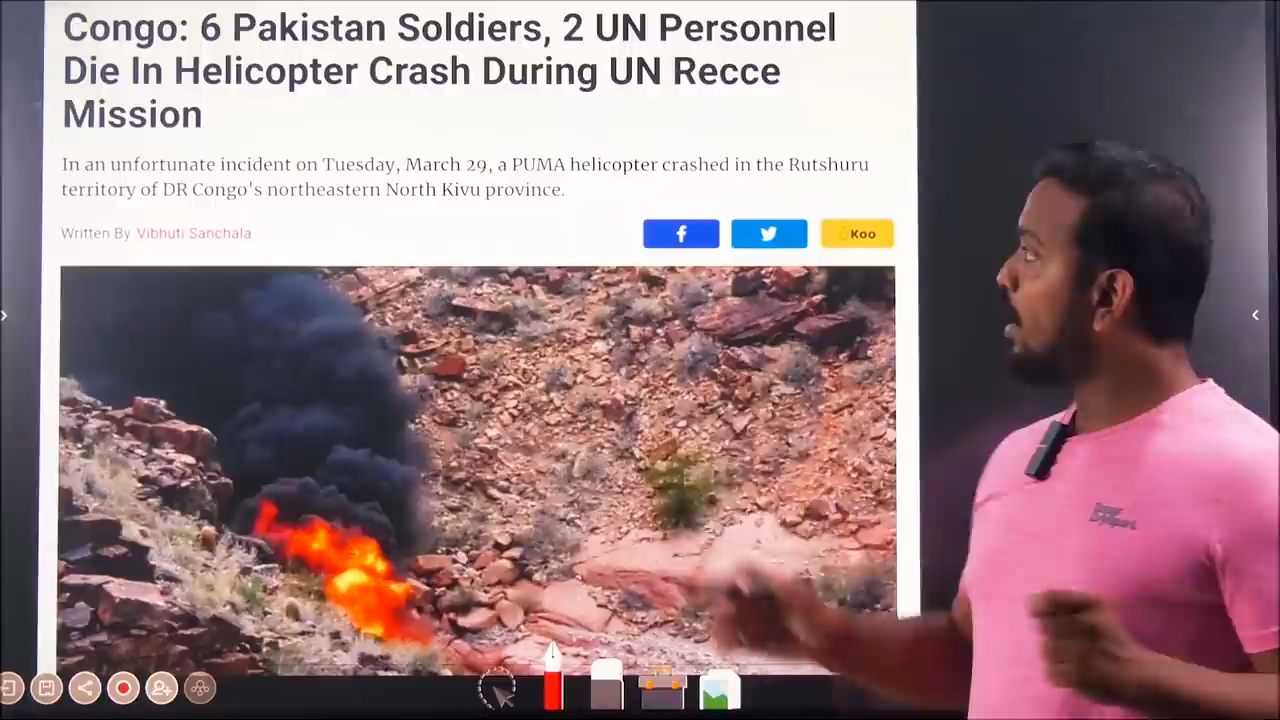 Congo: 6 Pakistan Soldiers, 2 UN Personnel
Die In Helicopter Crash During UN Recce
Mission
In an unfortunate incident on Tuesday, March 29, a PUMA helicopter crashed in the Rutshuru
territory of DR Congo's northeastern North Kivu province.
Written By Vibhuti Sanchala
Koo